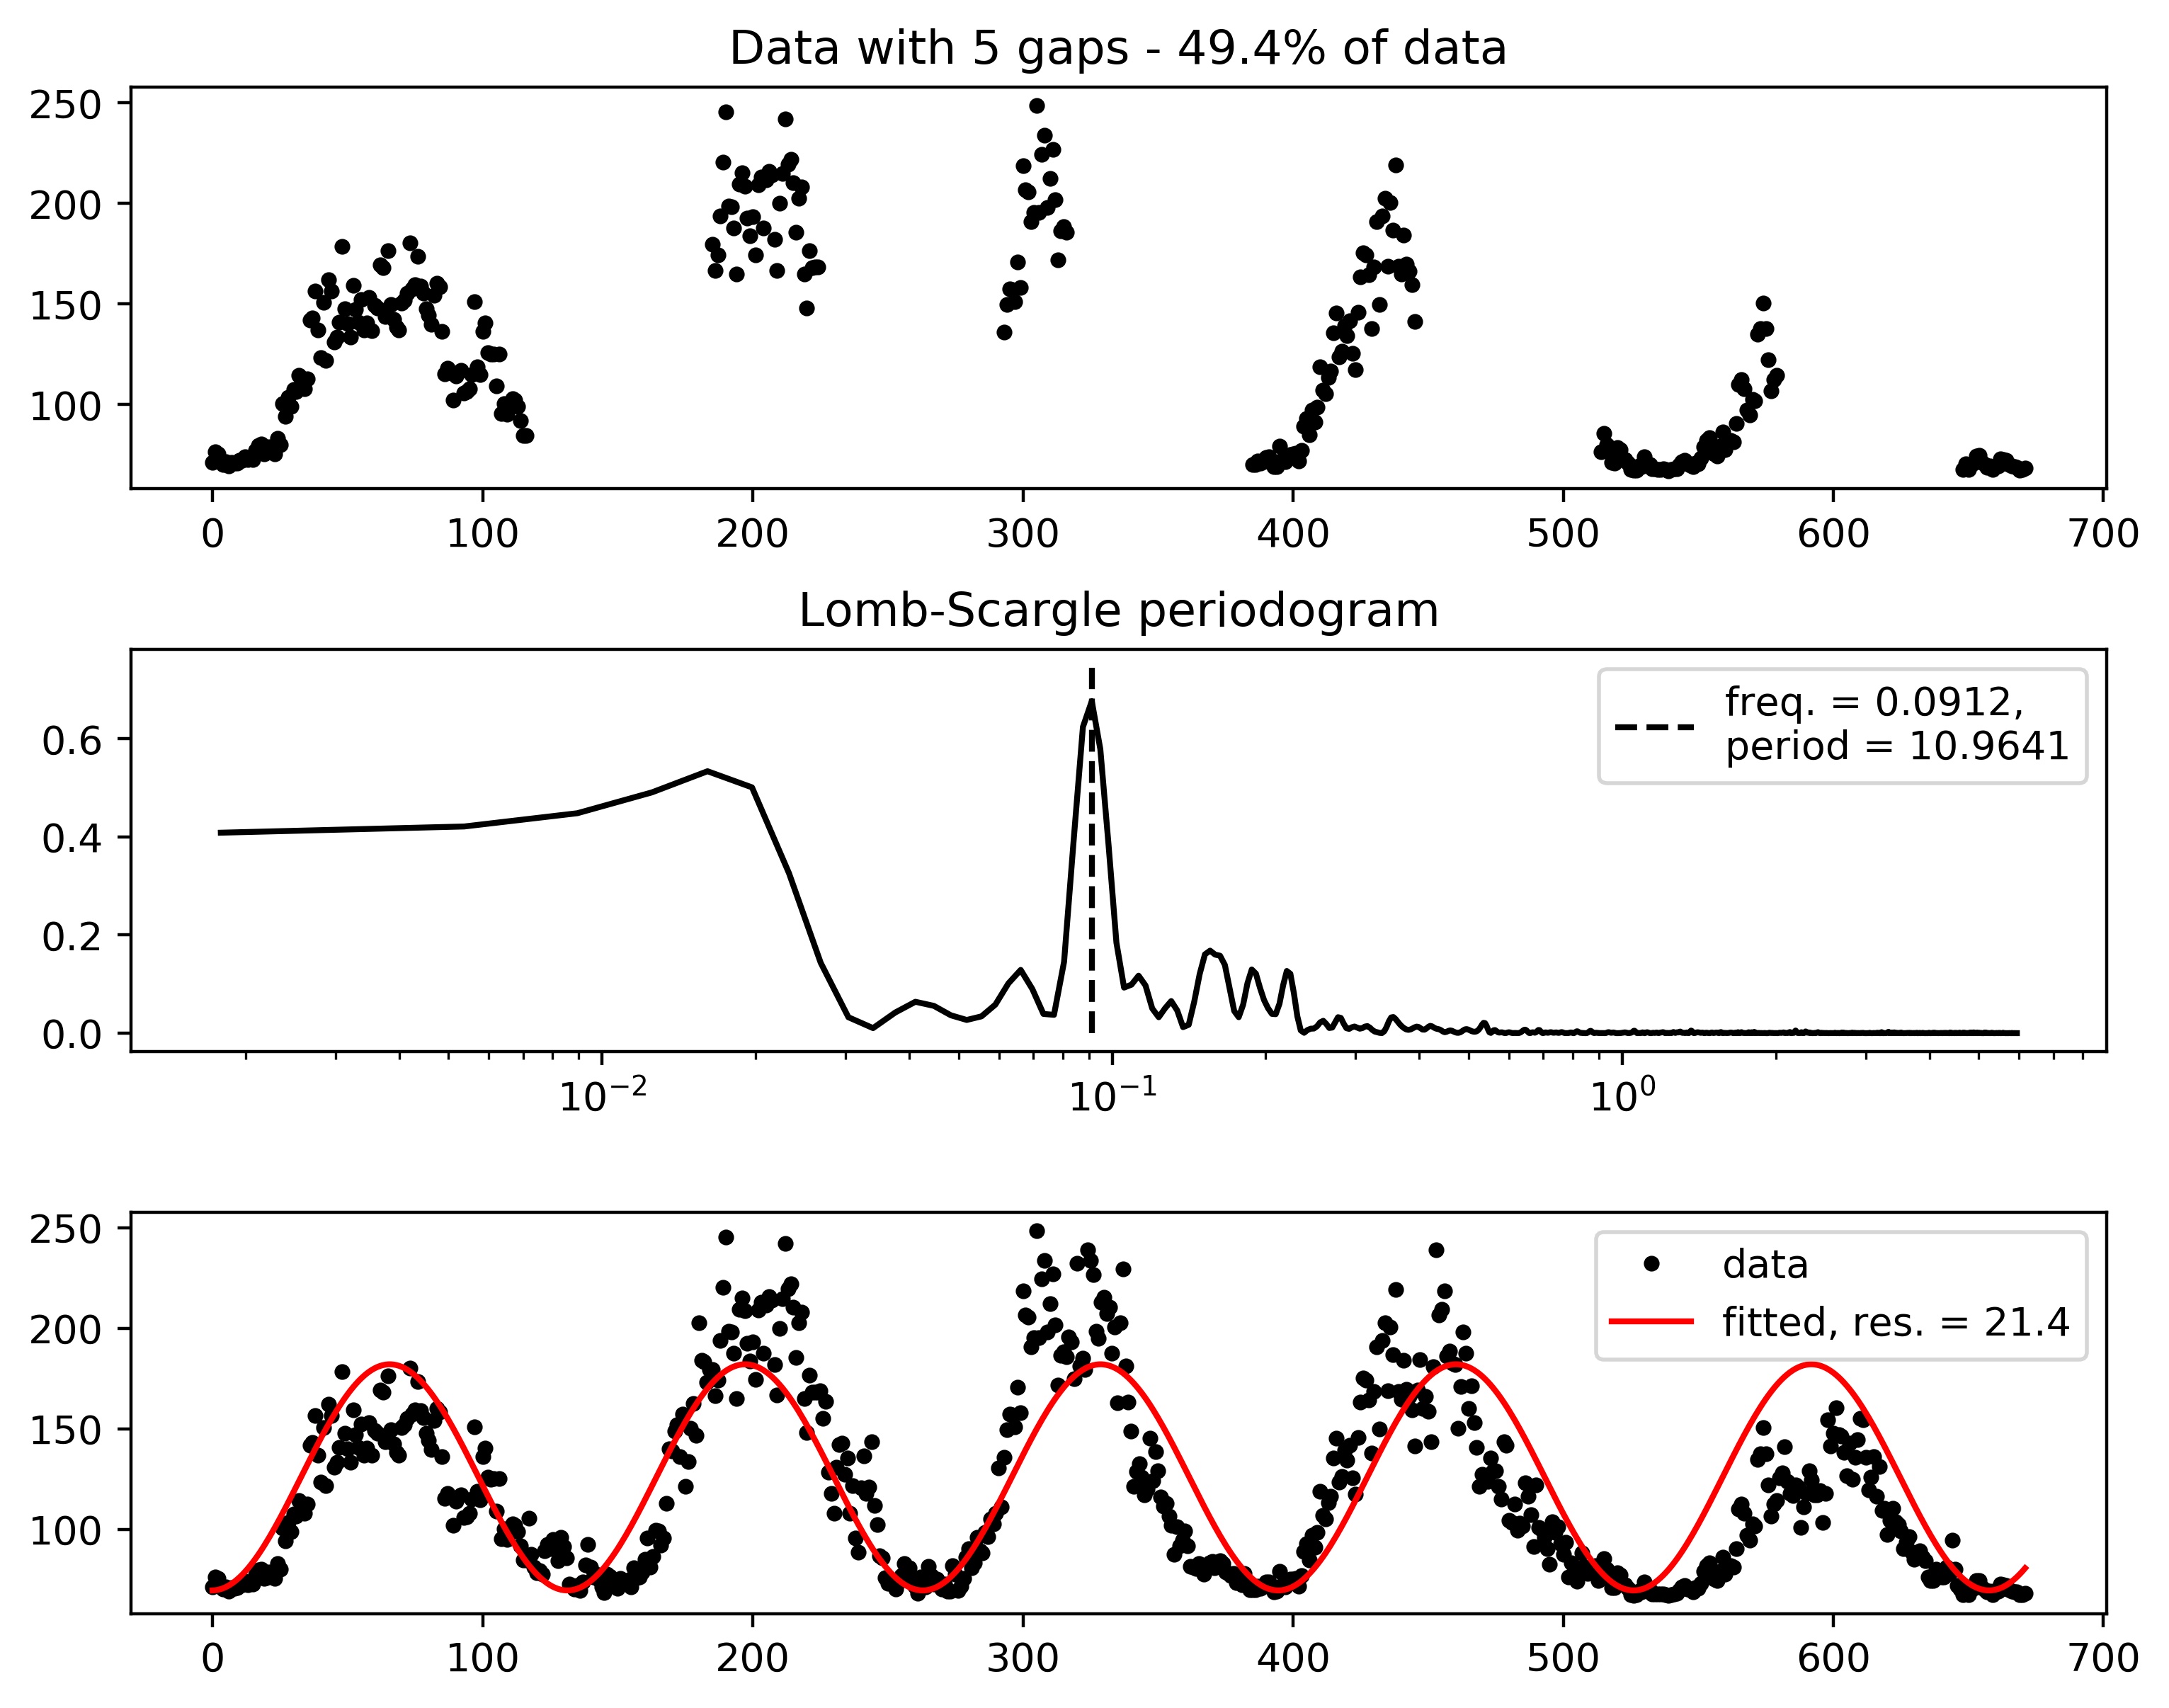 Data with 5 gaps - 49.4% of data
250
200
150
100
0 100 200 300 400 500 600 700
Lomb-Scargle periodogram
freq. = 0.0912,
period = 10.9641
0.6
0.4
0.2
0.0
10⁻² 10⁻¹ 10⁰
250
200
150
100
data
fitted, res. = 21.4
0 100 200 300 400 500 600 700